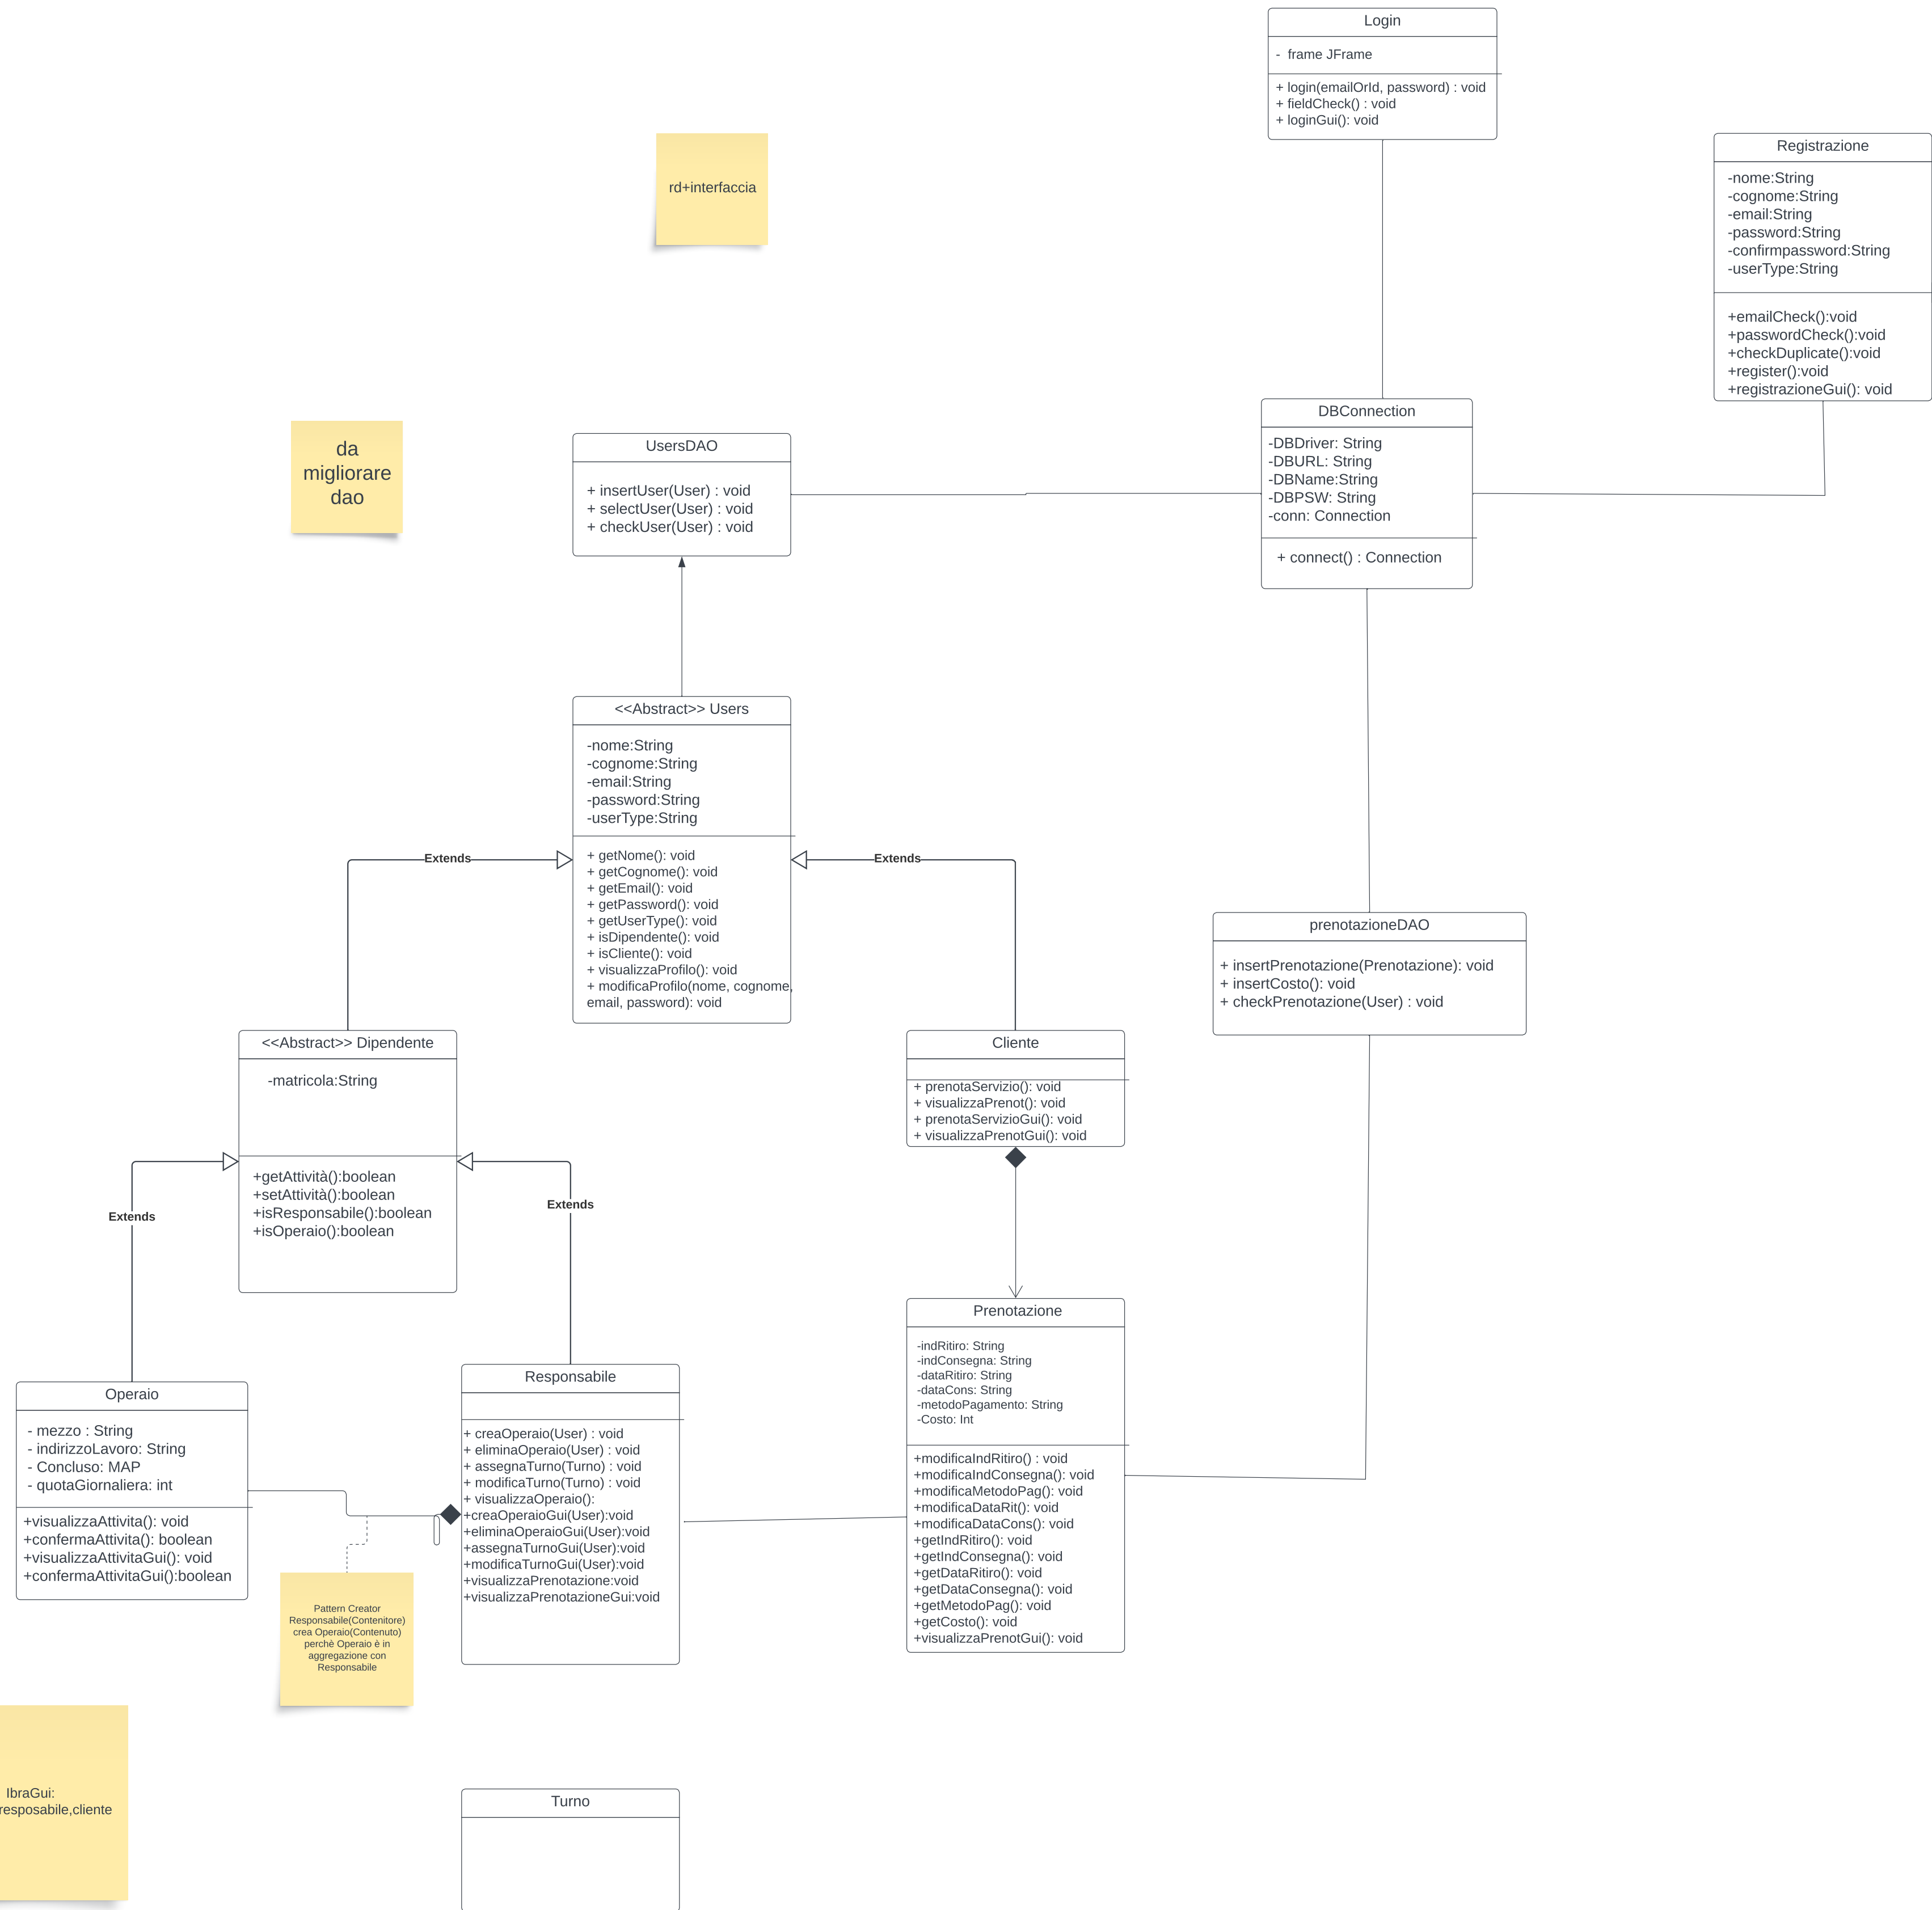 Login
- frame JFrame
+ login(emailOrId, password) : void
+ fieldCheck() : void
+ loginGui(): void
rd+interfaccia
Registrazione
-nome:String
-cognome:String
-email:String
-password:String
-confirmpassword:String
-userType:String
+emailCheck():void
+passwordCheck():void
+checkDuplicate():void
+register():void
+registrazioneGui(): void
da
migliorare
dao
UsersDAO
+ insertUser(User) : void
+ selectUser(User) : void
+ checkUser(User) : void
DBConnection
-DBDriver: String
-DBURL: String
-DBName:String
-DBPSW: String
-conn: Connection
+ connect() : Connection
<<Abstract>> Users
-nome:String
-cognome:String
-email:String
-password:String
-userType:String
+ getNome(): void
+ getCognome(): void
+ getEmail(): void
+ getPassword(): void
+ getUserType(): void
+ isDipendente(): void
+ isCliente(): void
+ visualizzaProfilo(): void
+ modificaProfilo(nome, cognome,
email, password): void
Extends
Extends
prenotazioneDAO
+ insertPrenotazione(Prenotazione): void
+ insertCosto(): void
+ checkPrenotazione(User) : void
<<Abstract>> Dipendente
-matricola:String
+getAttività():boolean
+setAttività():boolean
+isResponsabile():boolean
+isOperaio():boolean
Cliente
+ prenotaServizio(): void
+ visualizzaPrenot(): void
+ prenotaServizioGui(): void
+ visualizzaPrenotGui(): void
Extends
Extends
Operaio
- mezzo : String
- indirizzoLavoro: String
- Concluso: MAP
- quotaGiornaliera: int
+visualizzaAttivita(): void
+confermaAttivita(): boolean
+visualizzaAttivitaGui(): void
+confermaAttivitaGui():boolean
Responsabile
+ creaOperaio(User) : void
+ eliminaOperaio(User) : void
+ assegnaTurno(Turno) : void
+ modificaTurno(Turno) : void
+ visualizzaOperaio():
+creaOperaioGui(User):void
+eliminaOperaioGui(User):void
+assegnaTurnoGui(User):void
+modificaTurnoGui(User):void
+visualizzaPrenotazione:void
+visualizzaPrenotazioneGui:void
Prenotazione
-indRitiro: String
-indConsegna: String
-dataRitiro: String
-dataCons: String
-metodoPagamento: String
-Costo: Int
+modificaIndRitiro() : void
+modificaIndConsegna(): void
+modificaMetodoPag(): void
+modificaDataRit(): void
+modificaDataCons(): void
+getIndRitiro(): void
+getIndConsegna(): void
+getDataRitiro(): void
+getDataConsegna(): void
+getMetodoPag(): void
+getCosto(): void
+visualizzaPrenotGui(): void
Pattern Creator
Responsabile(Contenitore)
crea Operaio(Contenuto)
perchè Operaio è in
aggregazione con
Responsabile
IbraGui:
resposabile,cliente
Turno